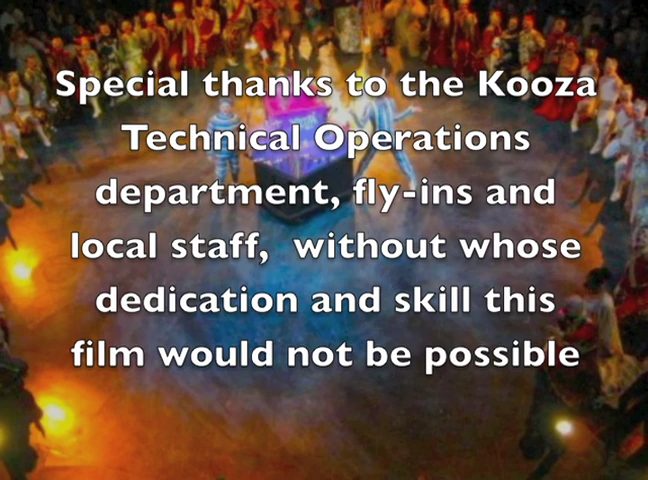 Special thanks to the Kooza
Technical Operations
department, fly-ins and
local staff,  without whose
dedication and skill this
film would not be possible